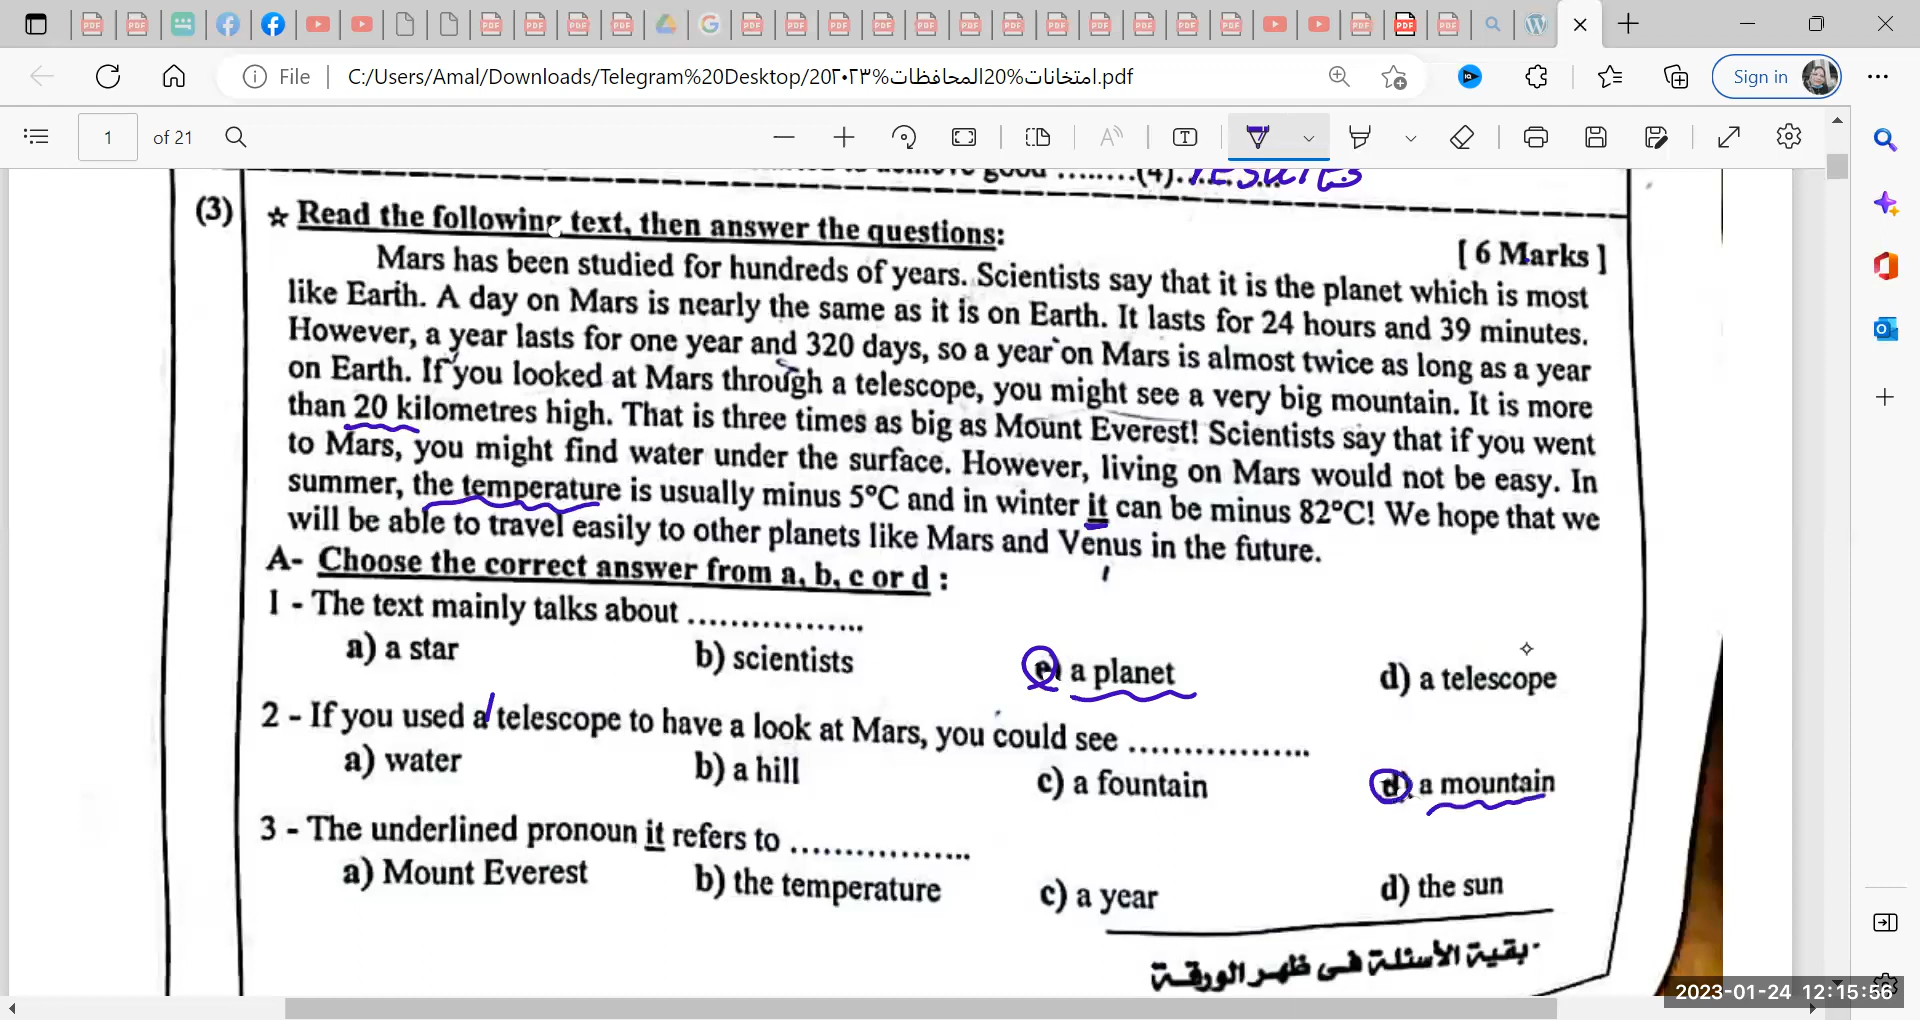 File
C:/Users/Amal/Downloads/Telegram%20Desktop/امتخانات%20المحافظات%20٢٠٢٣.pdf
Sign in
1 of 21
good ........(4). results
(3) ☆ Read the following text, then answer the questions:
[ 6 Marks ]
Mars has been studied for hundreds of years. Scientists say that it is the planet which is most
like Earth. A day on Mars is nearly the same as it is on Earth. It lasts for 24 hours and 39 minutes.
However, a year lasts for one year and 320 days, so a year on Mars is almost twice as long as a year
on Earth. If you looked at Mars through a telescope, you might see a very big mountain. It is more
than 20 kilometres high. That is three times as big as Mount Everest! Scientists say that if you went
to Mars, you might find water under the surface. However, living on Mars would not be easy. In
summer, the temperature is usually minus 5°C and in winter it can be minus 82°C! We hope that we
will be able to travel easily to other planets like Mars and Venus in the future.
A- Choose the correct answer from a, b, c or d :
1 - The text mainly talks about .................
a) a star b) scientists c) a planet d) a telescope
2 - If you used a telescope to have a look at Mars, you could see .................
a) water b) a hill c) a fountain d) a mountain
3 - The underlined pronoun it refers to .................
a) Mount Everest b) the temperature c) a year d) the sun
بقية الأسئلة فى ظهر الورقة
2023-01-24 12:15:56